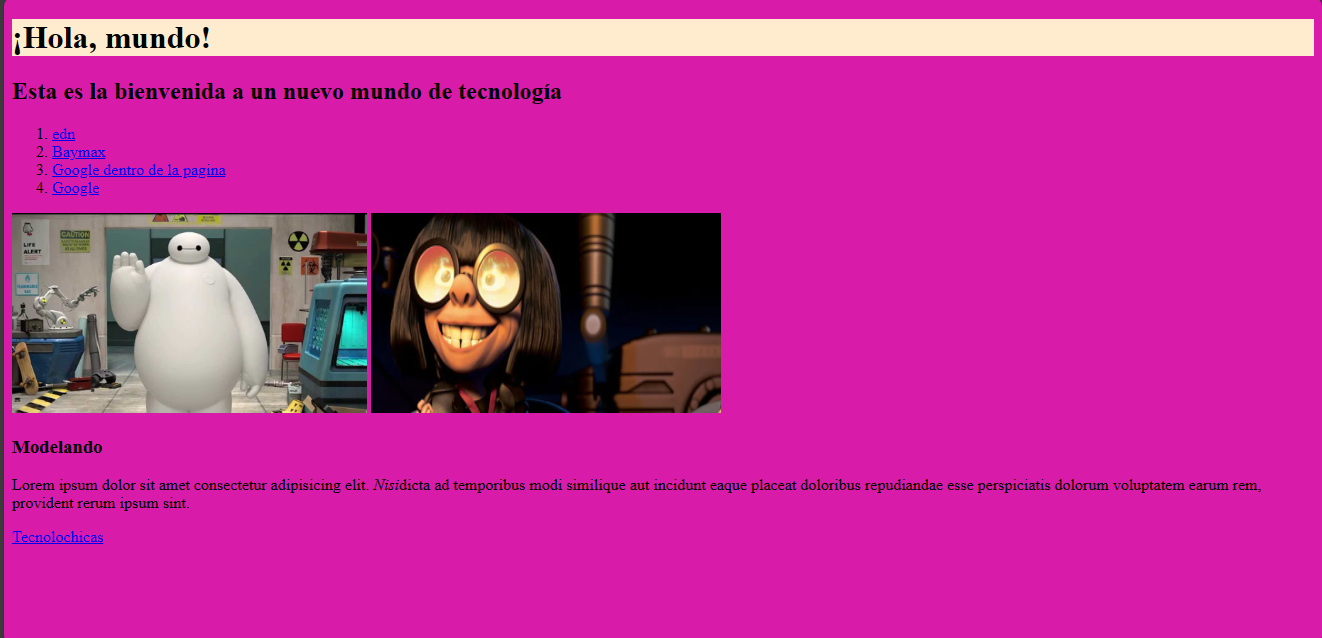 ¡Hola, mundo!
Esta es la bienvenida a un nuevo mundo de tecnología
1. edn
2. Baymax
3. Google dentro de la pagina
4. Google
CAUTION
LIFE
ALERT
Modelando
Lorem ipsum dolor sit amet consectetur adipisicing elit. Nisidicta ad temporibus modi similique aut incidunt eaque placeat doloribus repudiandae esse perspiciatis dolorum voluptatem earum rem,
provident rerum ipsum sint.
Tecnolochicas